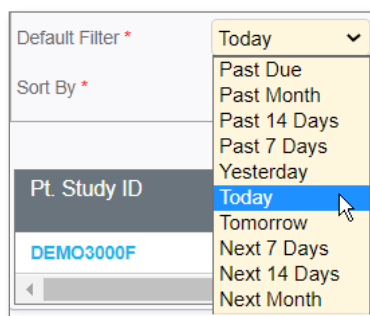 Default Filter * Today
Sort By *
Past Due
Past Month
Past 14 Days
Past 7 Days
Yesterday
Today
Tomorrow
Next 7 Days
Next 14 Days
Next Month
Pt. Study ID
DEMO3000F